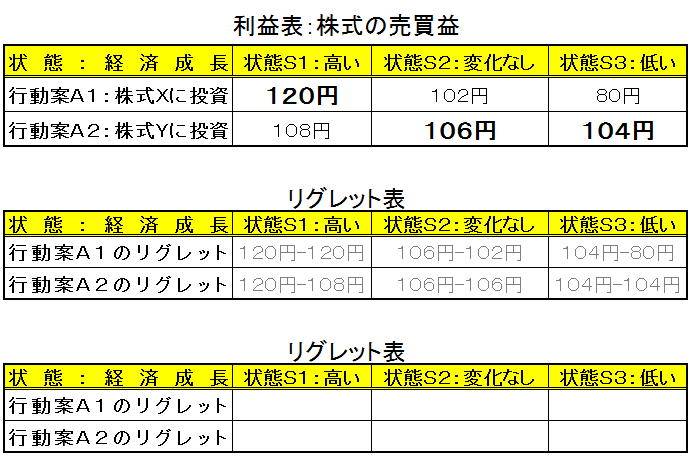 利益表：株式の売買益
状態：経済成長 状態S1：高い 状態S2：変化なし 状態S3：低い
行動案A1：株式Xに投資 120円 102円 80円
行動案A2：株式Yに投資 108円 106円 104円
リグレット表
状態：経済成長 状態S1：高い 状態S2：変化なし 状態S3：低い
行動案A1のリグレット 120円-120円 106円-102円 104円-80円
行動案A2のリグレット 120円-108円 106円-106円 104円-104円
リグレット表
状態：経済成長 状態S1：高い 状態S2：変化なし 状態S3：低い
行動案A1のリグレット
行動案A2のリグレット